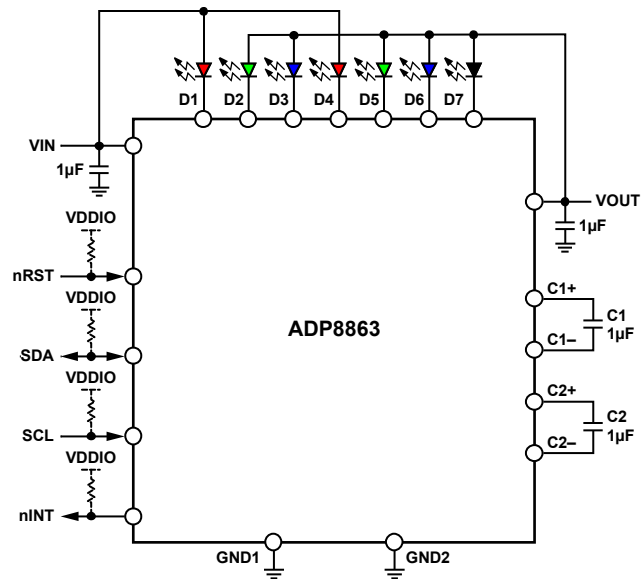 D1
D2
D3
D4
D5
D6
D7
VIN
1µF
VOUT
1µF
VDDIO
nRST
VDDIO
SDA
VDDIO
SCL
VDDIO
nINT
ADP8863
C1+
C1
1µF
C1–
C2+
C2
1µF
C2–
GND1
GND2